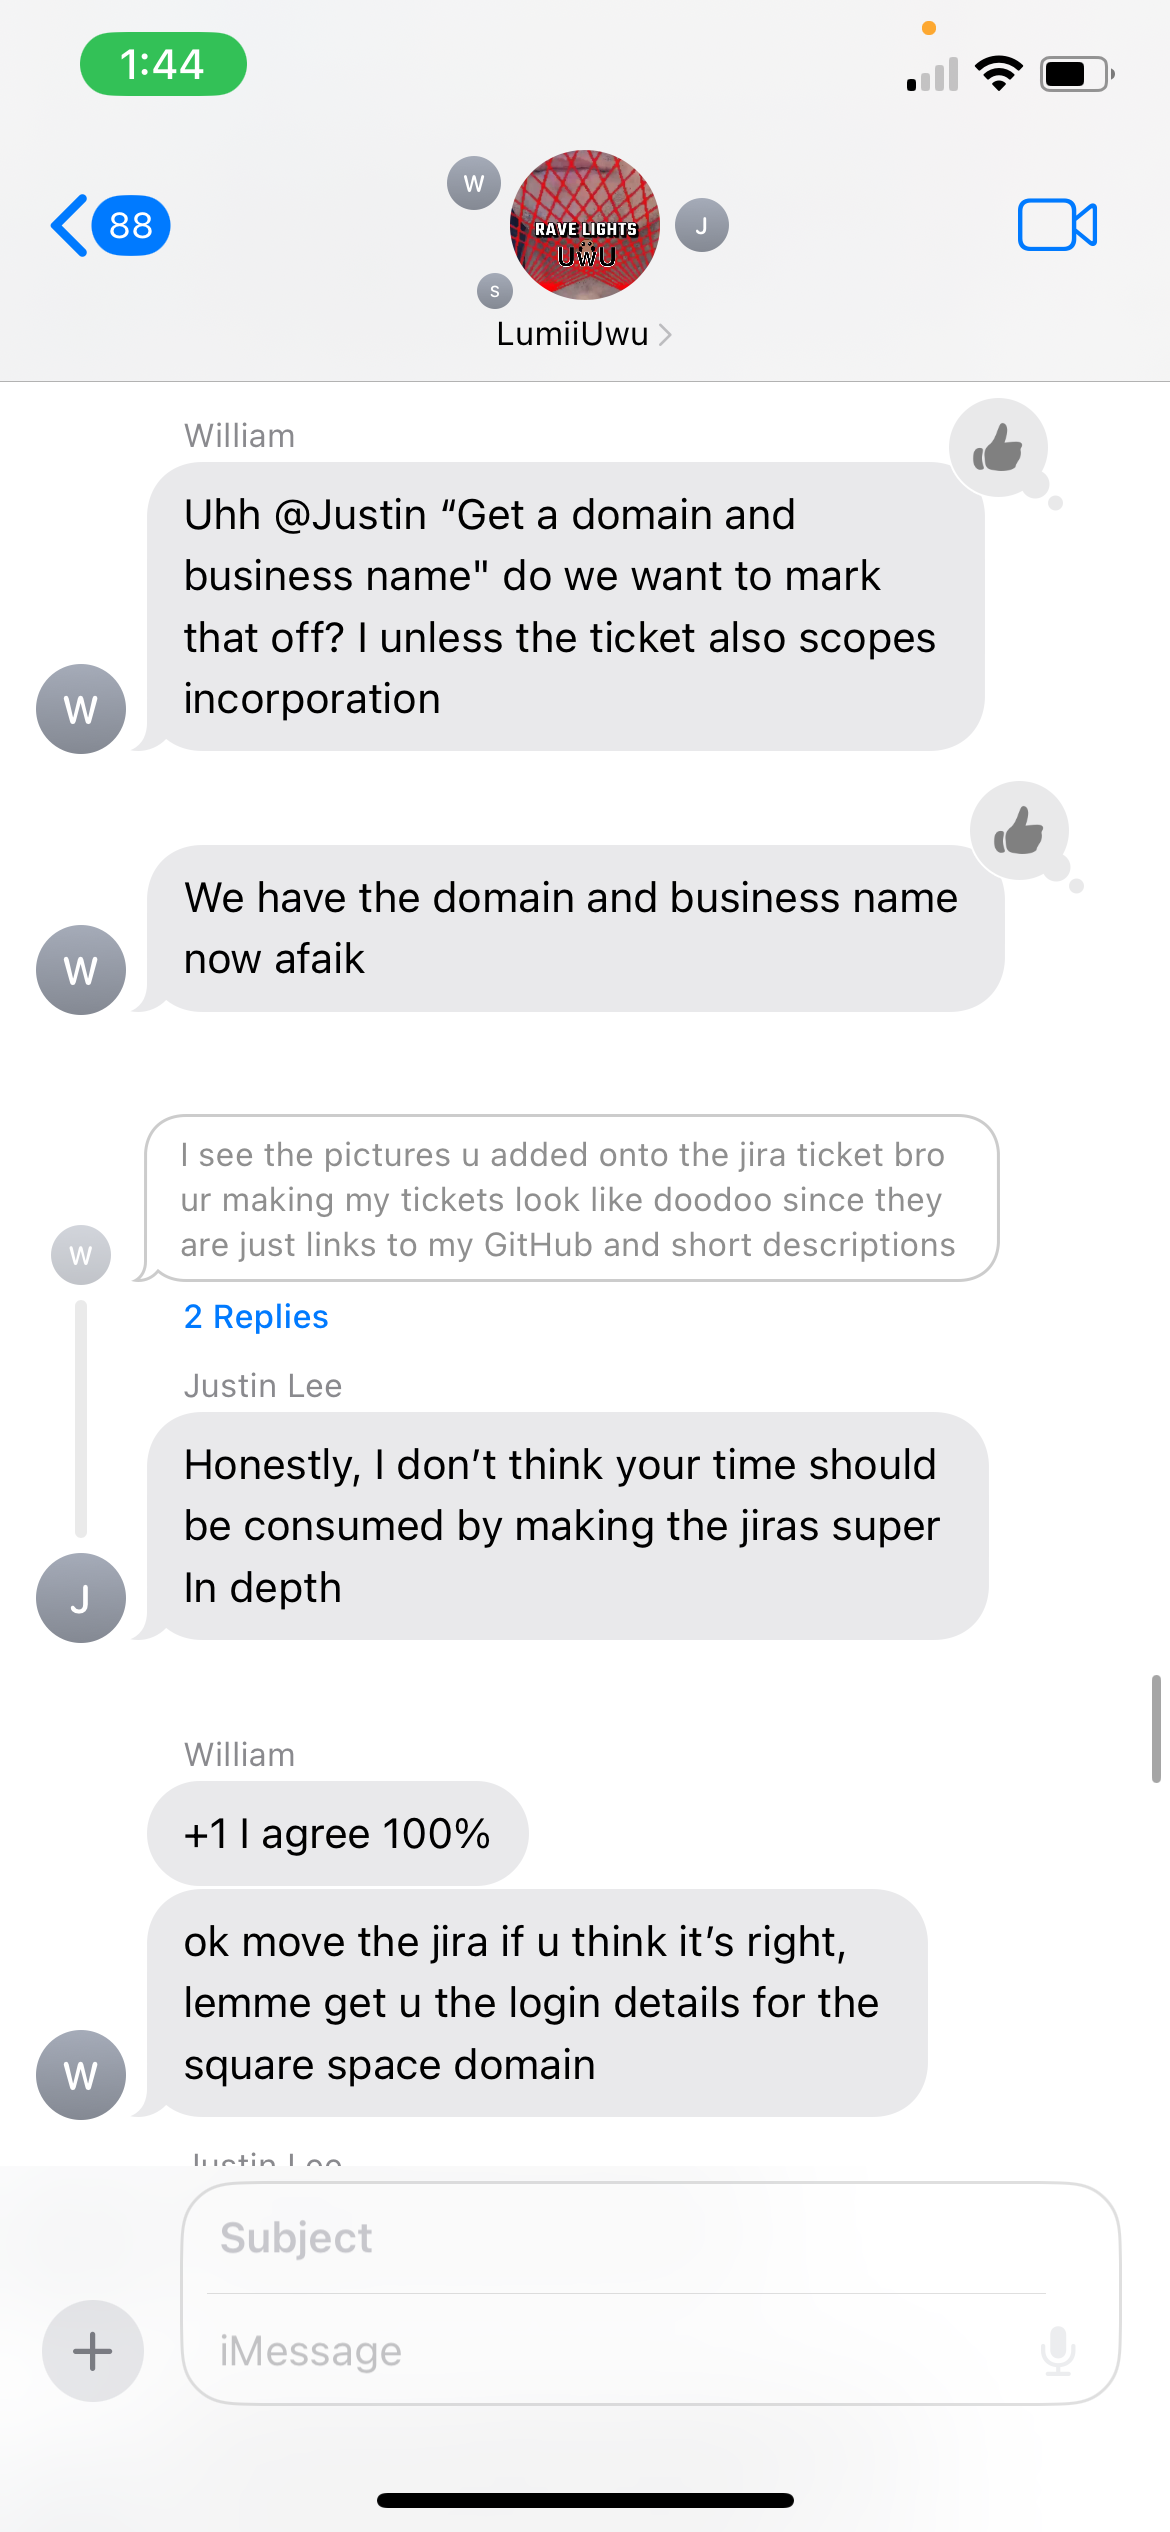 1:44
88
W
RAVE LIGHTS
UWU
J
S
LumiiUwu
William
Uhh @Justin “Get a domain and
business name" do we want to mark
that off? I unless the ticket also scopes
incorporation
W
We have the domain and business name
now afaik
W
I see the pictures u added onto the jira ticket bro
ur making my tickets look like doodoo since they
are just links to my GitHub and short descriptions
W
2 Replies
Justin Lee
Honestly, I don’t think your time should
be consumed by making the jiras super
In depth
J
William
+1 I agree 100%
ok move the jira if u think it’s right,
lemme get u the login details for the
square space domain
W
Justin Lee
Subject
iMessage